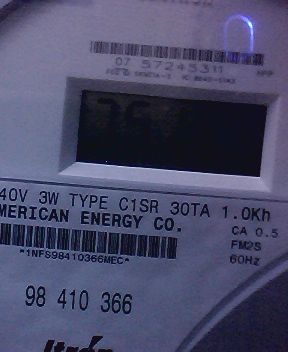 07 57245311
40V 3W TYPE C1SR 30TA 1.0Kh
MERICAN ENERGY CO.
CA 0.5
FM2S
*1NFS98410366MEC*
60Hz
98 410 366
Itrón